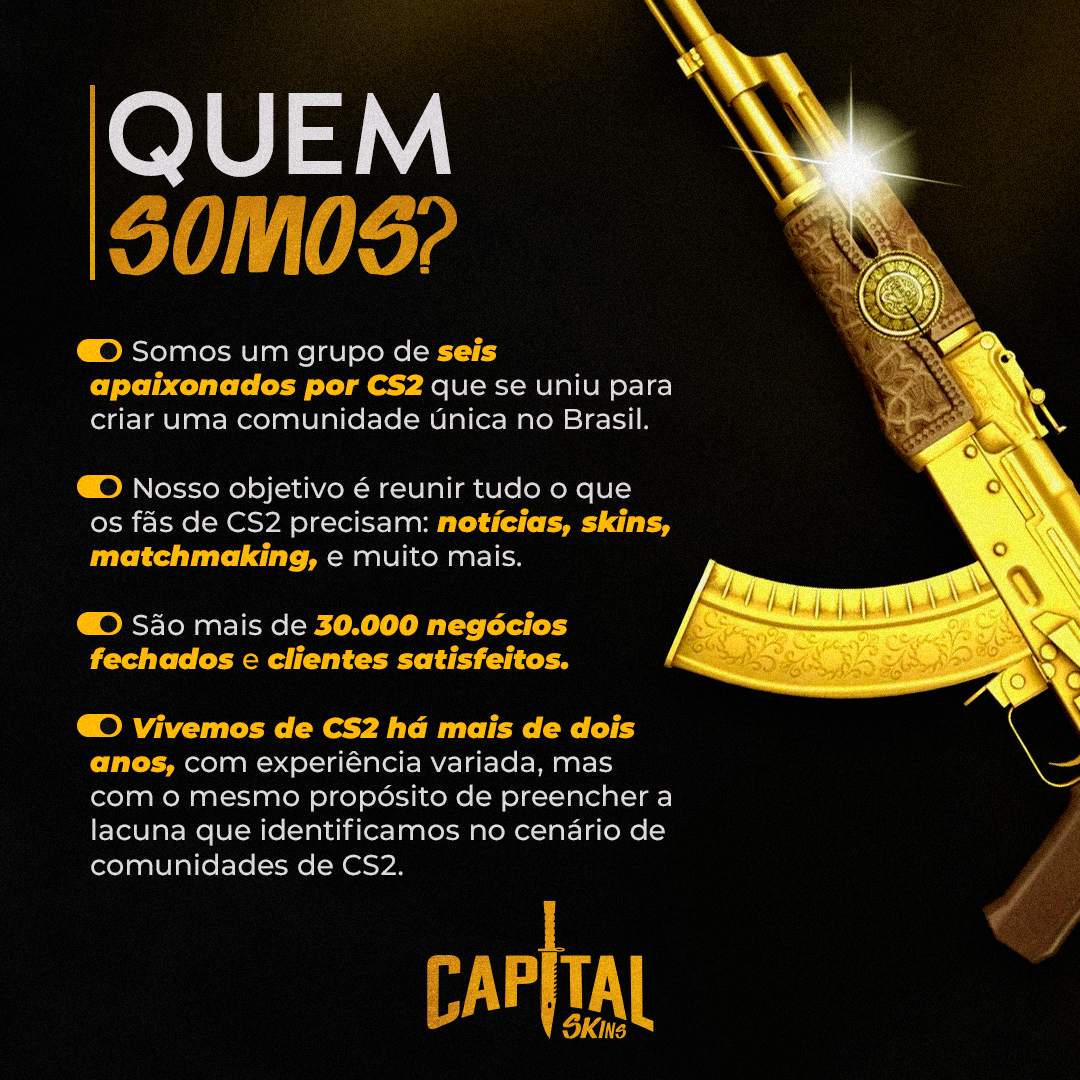 QUEM
SOMOS?
Somos um grupo de seis
apaixonados por CS2 que se uniu para
criar uma comunidade única no Brasil.
Nosso objetivo é reunir tudo o que
os fãs de CS2 precisam: notícias, skins,
matchmaking, e muito mais.
São mais de 30.000 negócios
fechados e clientes satisfeitos.
Vivemos de CS2 há mais de dois
anos, com experiência variada, mas
com o mesmo propósito de preencher a
lacuna que identificamos no cenário de
comunidades de CS2.
CAPITAL
SKINS